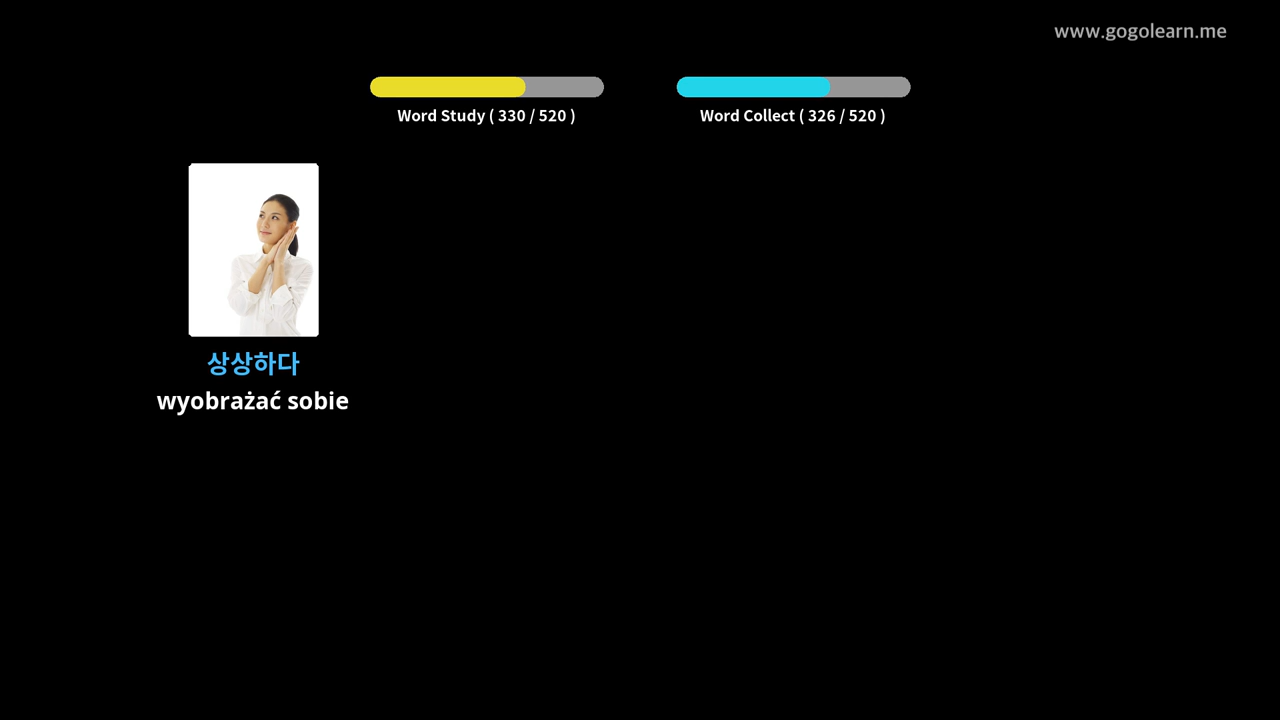 www.gogolearn.me
Word Study ( 330 / 520 )
Word Collect ( 326 / 520 )
상상하다
wyobrażać sobie